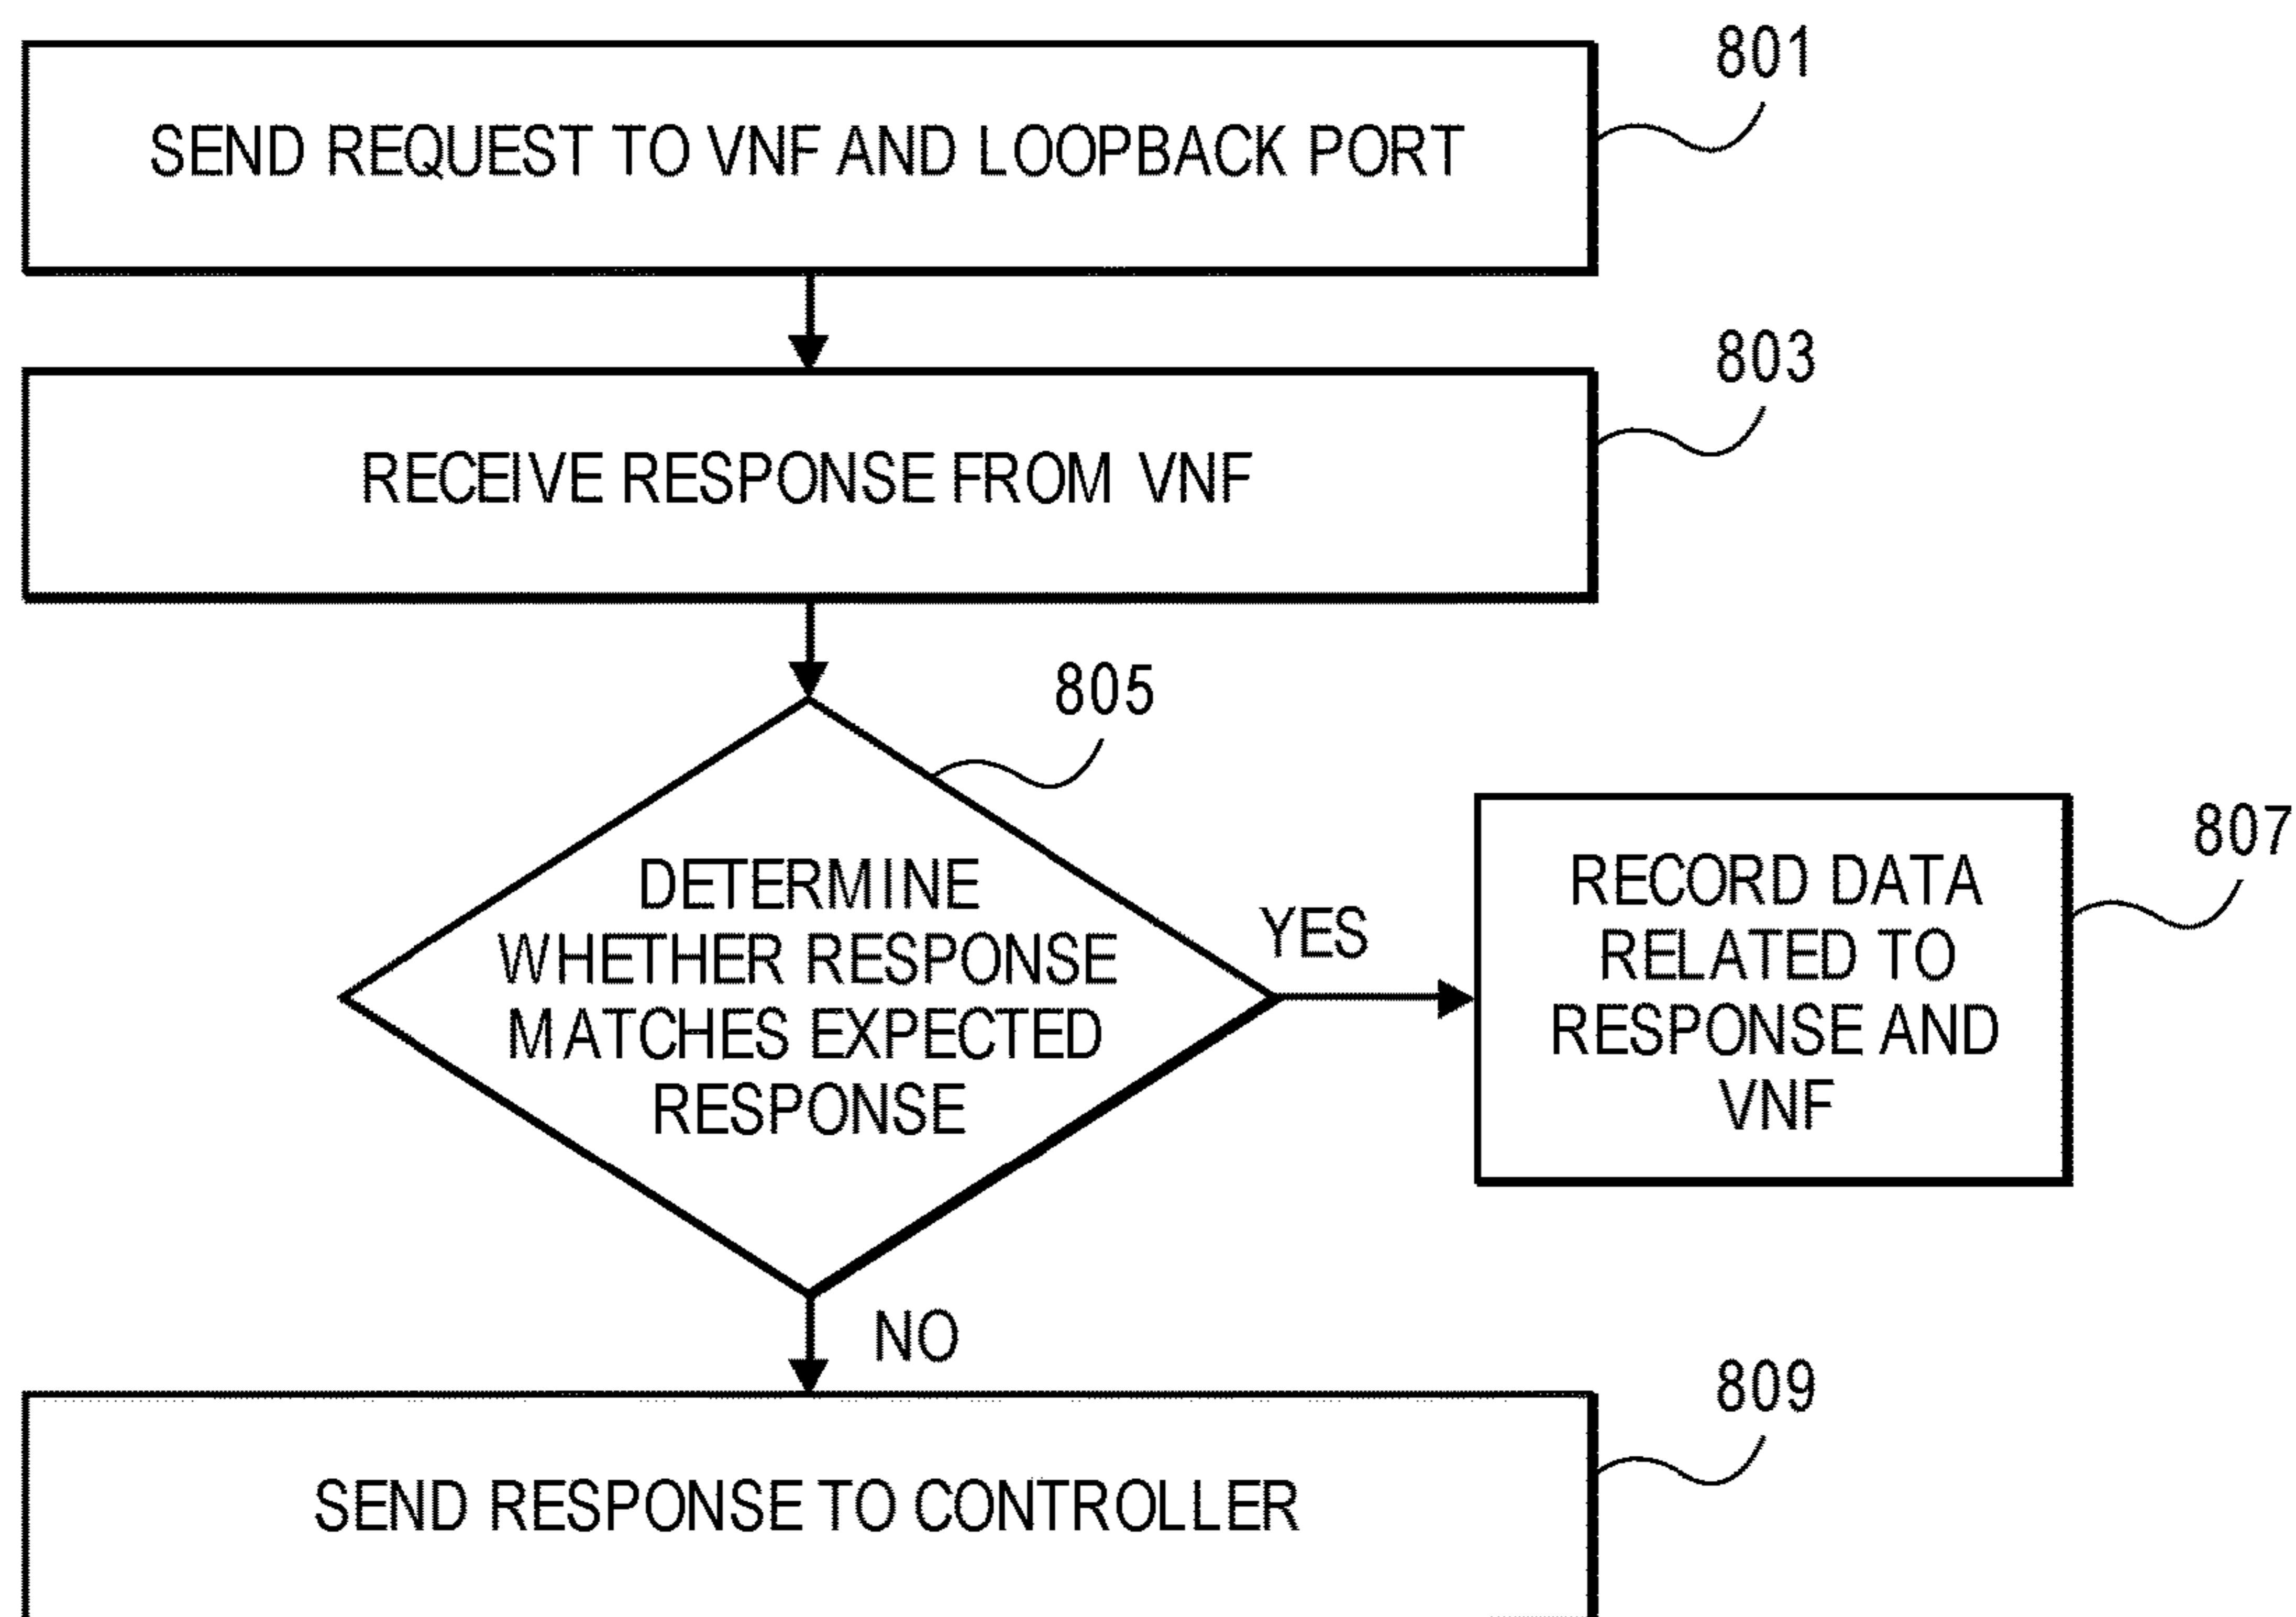 801
SEND REQUEST TO VNF AND LOOPBACK PORT
803
RECEIVE RESPONSE FROM VNF
805
DETERMINE
WHETHER RESPONSE
MATCHES EXPECTED
RESPONSE
YES
807
RECORD DATA
RELATED TO
RESPONSE AND
VNF
NO
809
SEND RESPONSE TO CONTROLLER